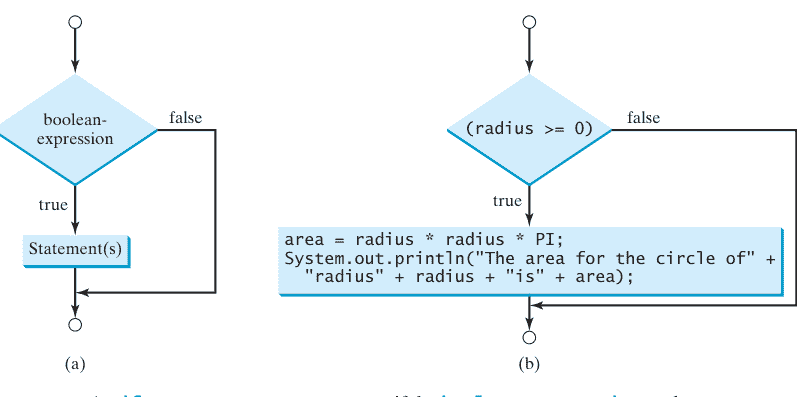 boolean-
expression
false
true
Statement(s)
(a)
(radius >= 0)
false
true
area = radius * radius * PI;
System.out.println("The area for the circle of" +
"radius" + radius + "is" + area);
(b)